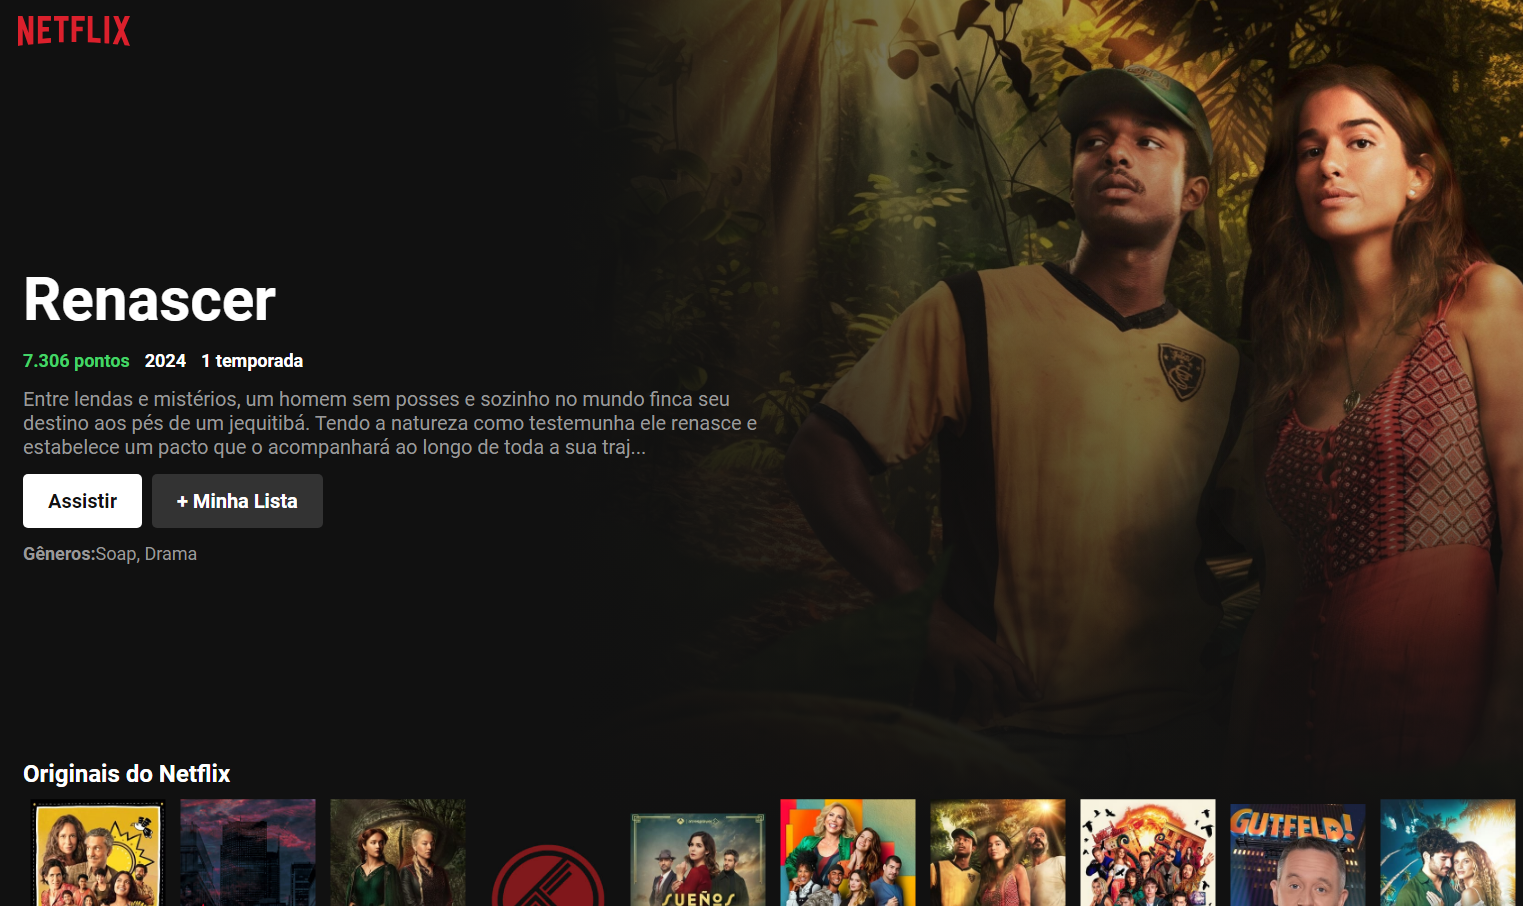 NETFLIX
Renascer
7.306 pontos 2024 1 temporada
Entre lendas e mistérios, um homem sem posses e sozinho no mundo finca seu
destino aos pés de um jequitibá. Tendo a natureza como testemunha ele renasce e
estabelece um pacto que o acompanhará ao longo de toda a sua traj...
Assistir + Minha Lista
Gêneros:Soap, Drama
Originais do Netflix
GUTFELD!
SUEÑOS